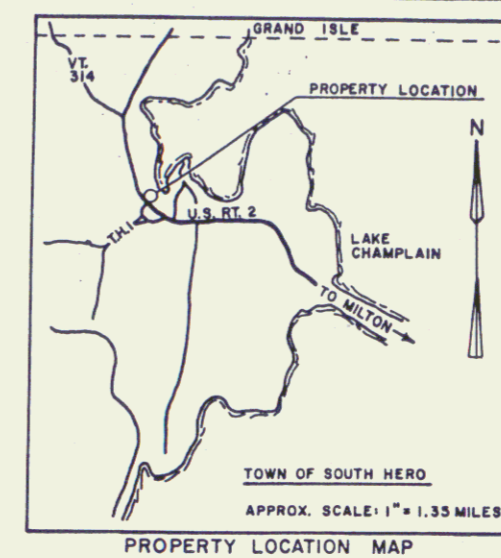 GRAND ISLE
VT.
314
PROPERTY LOCATION
N
U.S. RT. 2
T.H. 1
LAKE
CHAMPLAIN
TO MILTON
TOWN OF SOUTH HERO
APPROX. SCALE: 1" = 1.35 MILES
PROPERTY LOCATION MAP